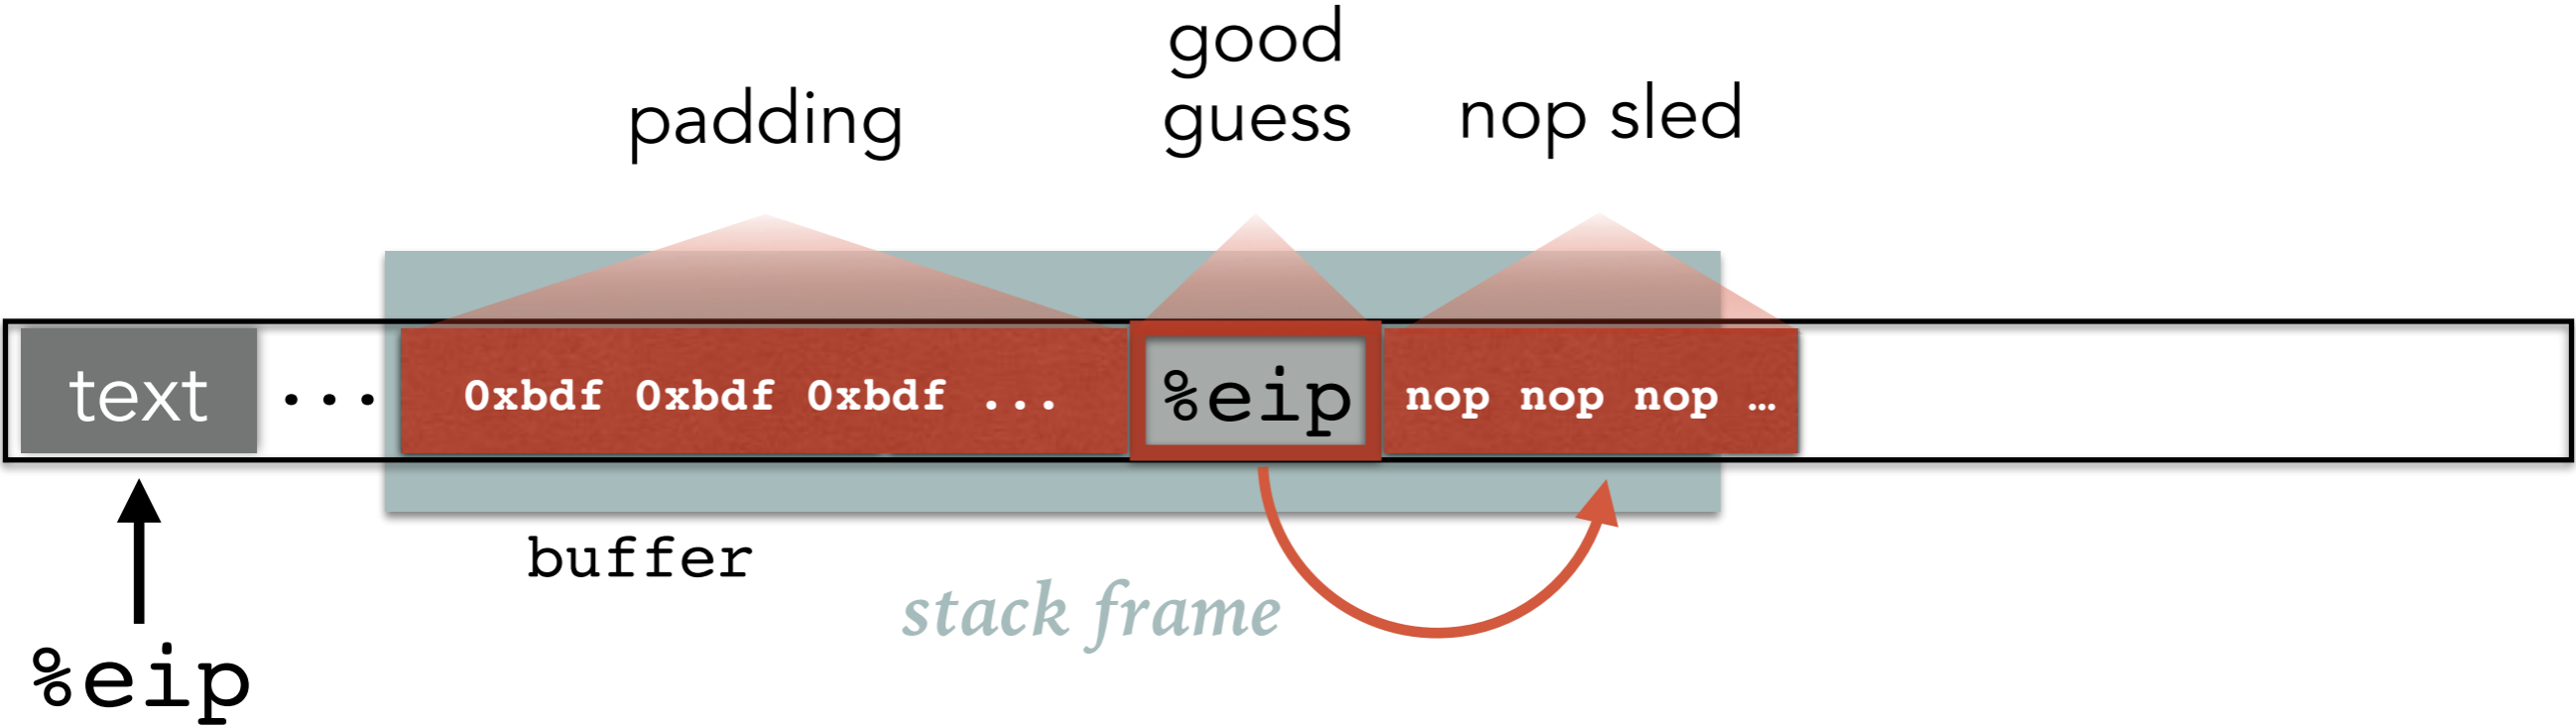 good
padding guess nop sled
text ... 0xbdf 0xbdf 0xbdf ... %eip nop nop nop …
buffer
stack frame
%eip